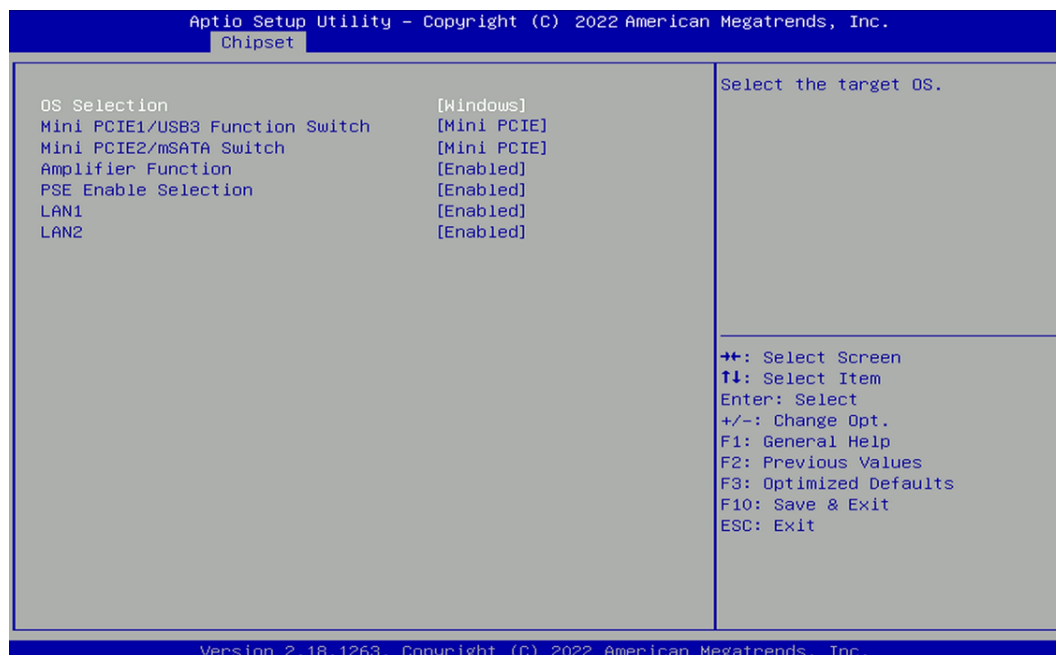 Aptio Setup Utility – Copyright (C) 2022 American Megatrends, Inc.
Chipset
OS Selection [Windows]
Mini PCIE1/USB3 Function Switch [Mini PCIE]
Mini PCIE2/mSATA Switch [Mini PCIE]
Amplifier Function [Enabled]
PSE Enable Selection [Enabled]
LAN1 [Enabled]
LAN2 [Enabled]
Select the target OS.
→←: Select Screen
↑↓: Select Item
Enter: Select
+/-: Change Opt.
F1: General Help
F2: Previous Values
F3: Optimized Defaults
F10: Save & Exit
ESC: Exit
Version 2.18.1263. Copyright (C) 2022 American Megatrends, Inc.